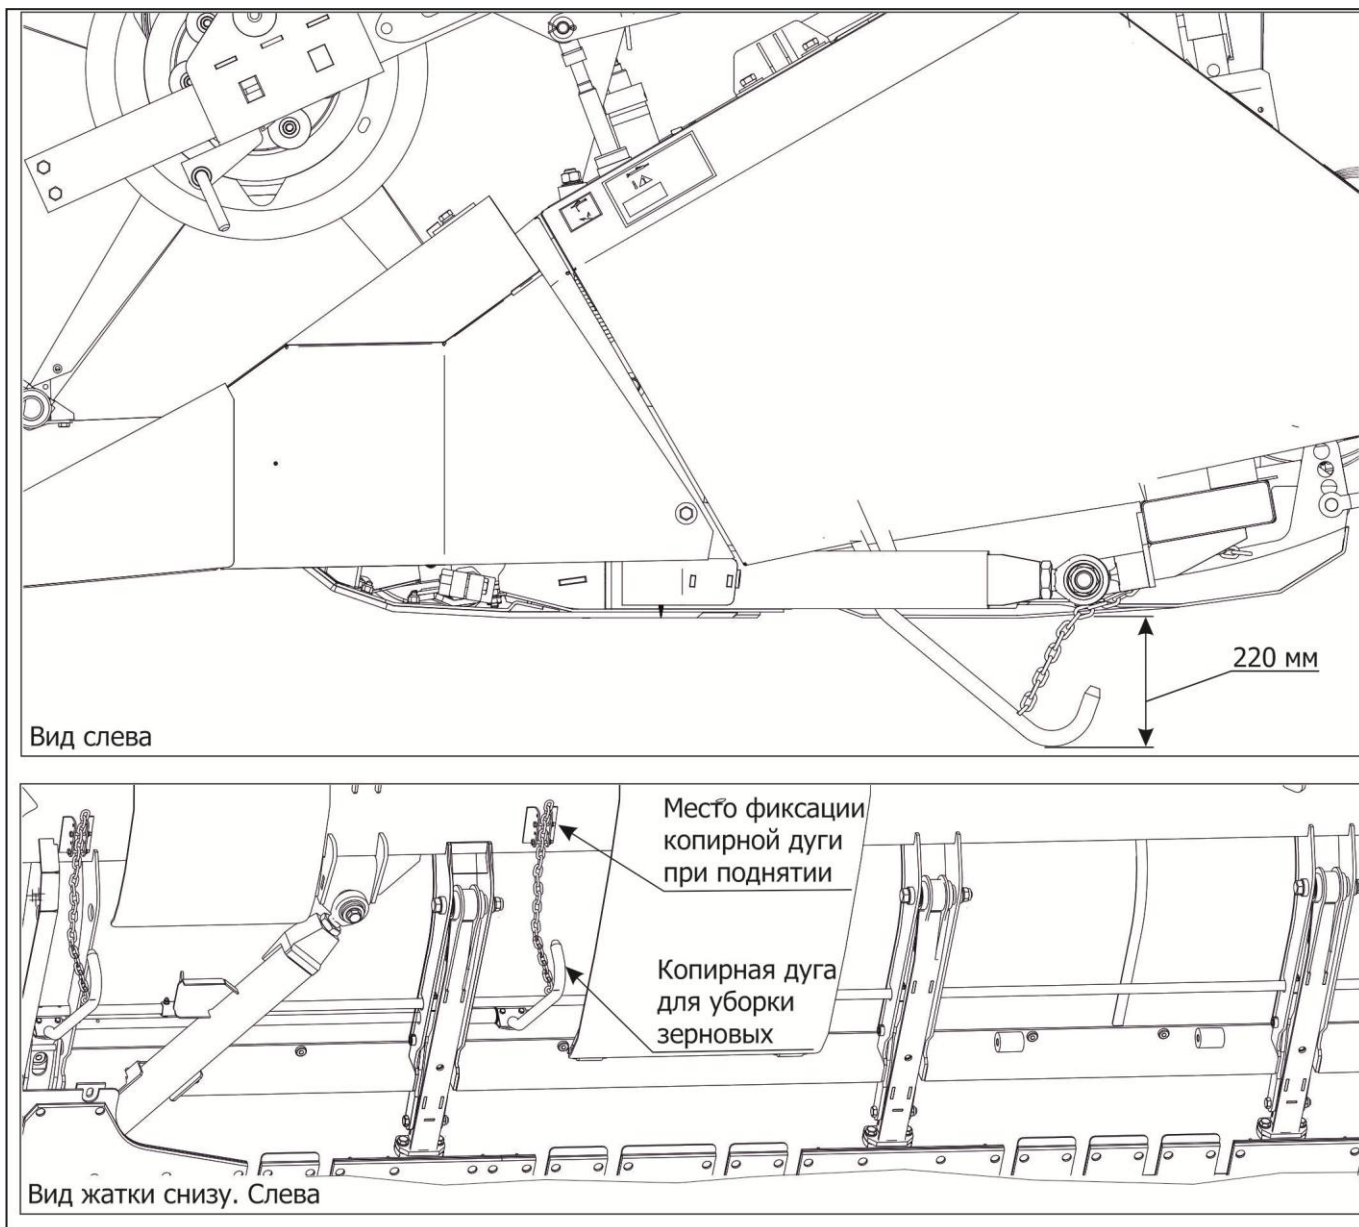 220 мм
Вид слева
Место фиксации
копирной дуги
при поднятии
Копирная дуга
для уборки
зерновых
Вид жатки снизу. Слева